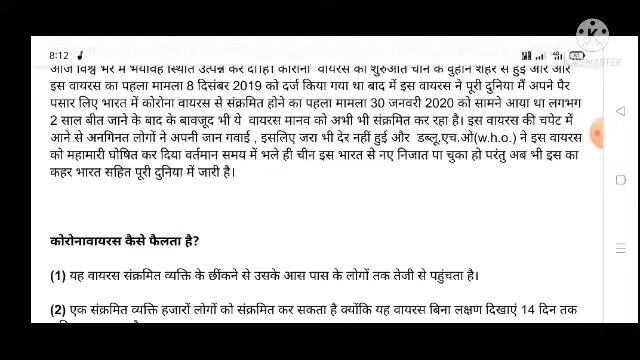 8:12
KINEMASTER
आज विश्व भर में भयावह स्थिति उत्पन्न कर दी है। कोरोना वायरस की शुरुआत चीन के वुहान शहर से हुई और और
इस वायरस का पहला मामला 8 दिसंबर 2019 को दर्ज किया गया था बाद में इस वायरस ने पूरी दुनिया मैं अपने पैर
पसार लिए भारत में कोरोना वायरस से संक्रमित होने का पहला मामला 30 जनवरी 2020 को सामने आया था लगभग
2 साल बीत जाने के बाद के बावजूद भी ये वायरस मानव को अभी भी संक्रमित कर रहा है। इस वायरस की चपेट में
आने से अनगिनत लोगों ने अपनी जान गवाई , इसलिए जरा भी देर नहीं हुई और डब्लू.एच.ओ(w.h.o.) ने इस वायरस
को महामारी घोषित कर दिया वर्तमान समय में भले ही चीन इस भारत से नए निजात पा चुका हो परंतु अब भी इस का
कहर भारत सहित पूरी दुनिया में जारी है।
कोरोनावायरस कैसे फैलता है?
(1) यह वायरस संक्रमित व्यक्ति के छींकने से उसके आस पास के लोगों तक तेजी से पहुंचता है।
(2) एक संक्रमित व्यक्ति हजारों लोगों को संक्रमित कर सकता है क्योंकि यह वायरस बिना लक्षण दिखाएं 14 दिन तक